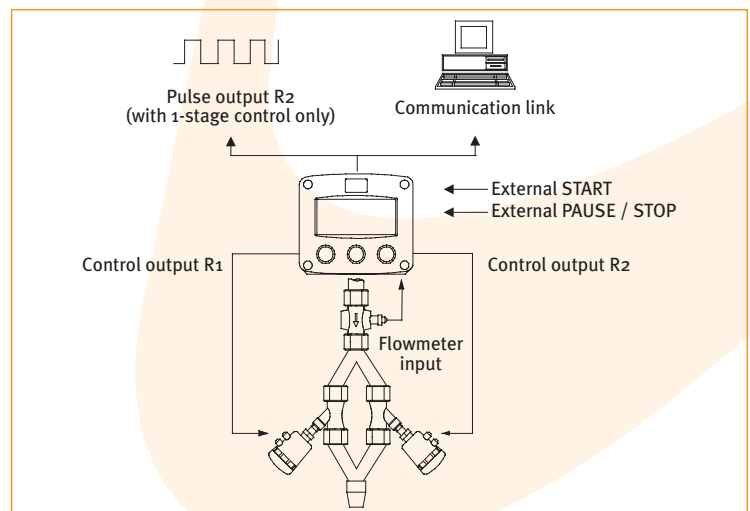 Pulse output R2
(with 1-stage control only)
Communication link
External START
External PAUSE / STOP
Control output R1
Control output R2
Flowmeter
input